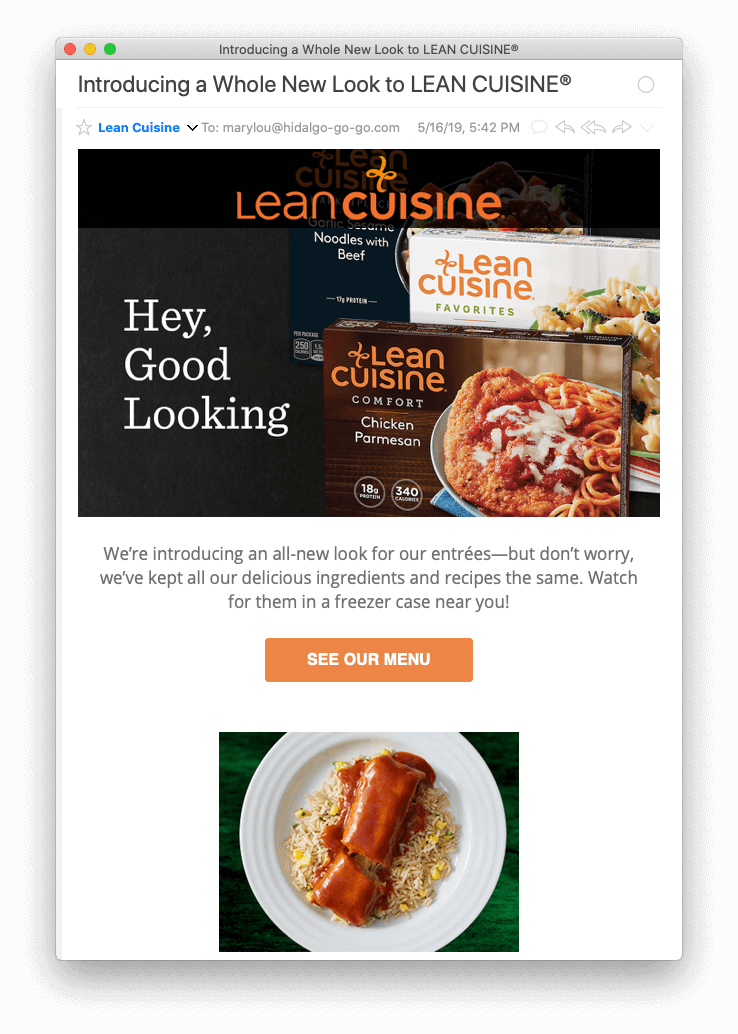 Introducing a Whole New Look to LEAN CUISINE®
Introducing a Whole New Look to LEAN CUISINE®
Lean Cuisine To: marylou@hidalgo-go-go.com 5/16/19, 5:42 PM
Lean
CUISINE
Lean CUISINE
Garlic Sesame
Noodles with
Beef
17g PROTEIN
PER PACKAGE
250
CALORIES
Lean
CUISINE
FAVORITES
Hey,
Good
Looking
Lean
CUISINE
COMFORT
Chicken
Parmesan
18g
PROTEIN
340
CALORIES
We’re introducing an all-new look for our entrées—but don’t worry,
we’ve kept all our delicious ingredients and recipes the same. Watch
for them in a freezer case near you!
SEE OUR MENU